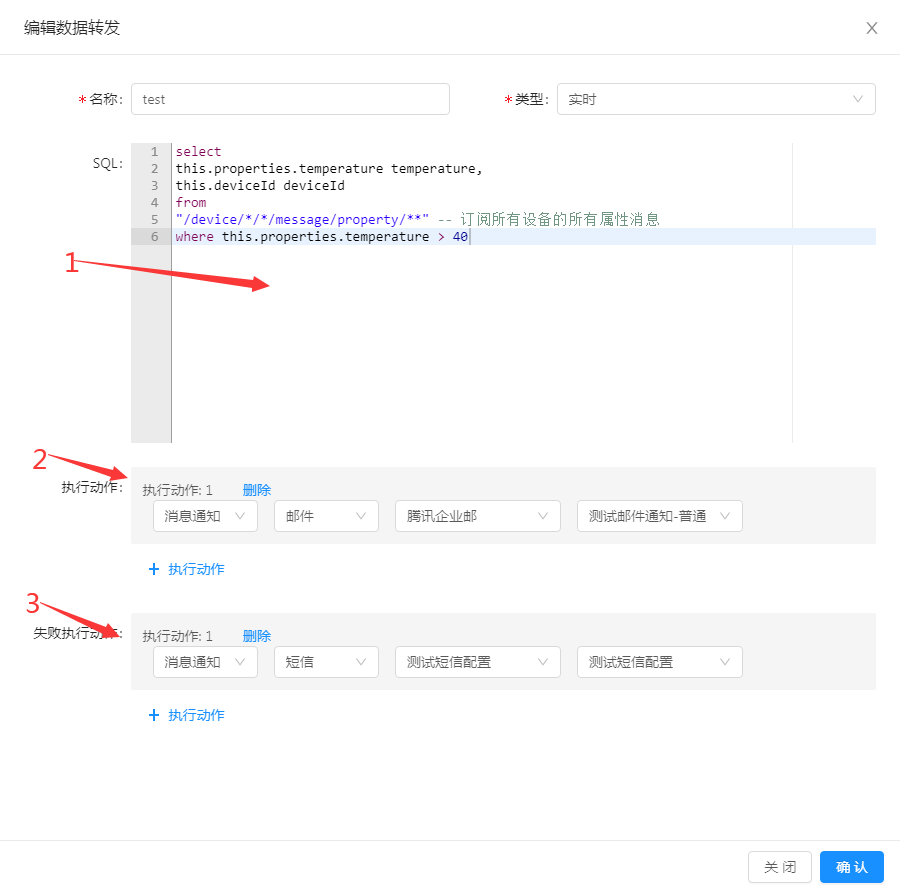 编辑数据转发
* 名称: test
* 类型: 实时
SQL:
1 select
2 this.properties.temperature temperature,
3 this.deviceId deviceId
4 from
5 "/device/*/*/message/property/**" -- 订阅所有设备的所有属性消息
6 where this.properties.temperature > 40
1
2
执行动作:
执行动作: 1 删除
消息通知 邮件 腾讯企业邮 测试邮件通知-普通
+ 执行动作
3
失败执行动作:
执行动作: 1 删除
消息通知 短信 测试短信配置 测试短信配置
+ 执行动作
关 闭 确 认